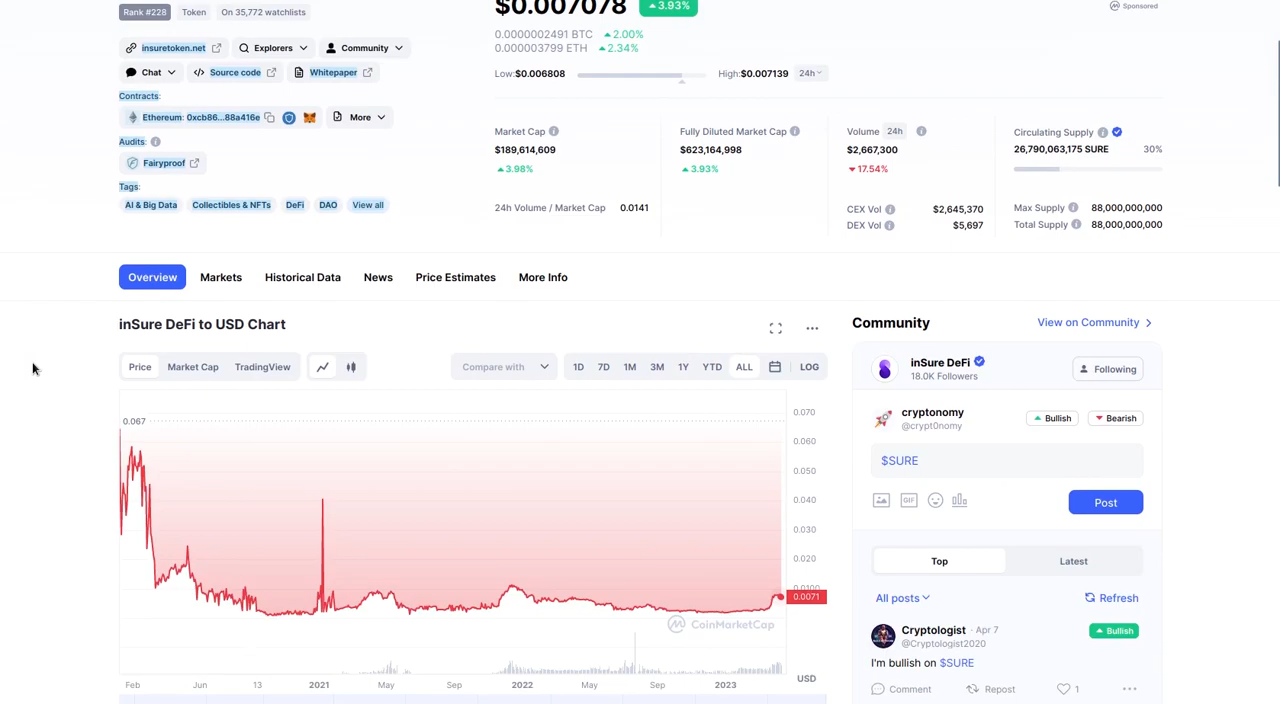 Rank #228
Token
On 35,772 watchlists
$0.007078
3.93%
Sponsored
0.0000002491 BTC
2.00%
0.000003799 ETH
2.34%
insuretoken.net
Explorers
Community
Chat
Source code
Whitepaper
Low:$0.006808
High:$0.007139
24h
Contracts:
Ethereum: 0xcb86...88a416e
More
Audits:
Fairyproof
Tags:
AI & Big Data
Collectibles & NFTs
DeFi
DAO
View all
Market Cap
$189,614,609
3.98%
24h Volume / Market Cap
0.0141
Fully Diluted Market Cap
$623,164,998
3.93%
Volume
24h
$2,667,300
17.54%
CEX Vol
$2,645,370
DEX Vol
$5,697
Circulating Supply
26,790,063,175 SURE
30%
Max Supply
88,000,000,000
Total Supply
88,000,000,000
Overview
Markets
Historical Data
News
Price Estimates
More Info
inSure DeFi to USD Chart
Price
Market Cap
TradingView
Compare with
1D
7D
1M
3M
1Y
YTD
ALL
LOG
0.067
0.070
0.060
0.050
0.040
0.030
0.020
0.0100
0.0071
CoinMarketCap
Feb
Jun
13
2021
May
Sep
2022
May
Sep
2023
USD
Community
View on Community
inSure DeFi
18.0K Followers
Following
cryptonomy
@crypt0nomy
Bullish
Bearish
$SURE
GIF
Post
Top
Latest
All posts
Refresh
Cryptologist · Apr 7
@Cryptologist2020
Bullish
I'm bullish on $SURE
Comment
Repost
1